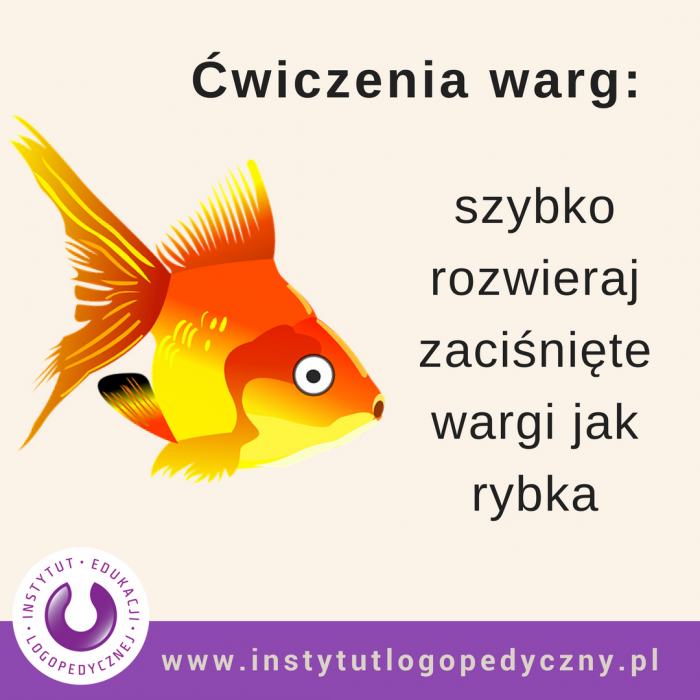 Ćwiczenia warg:
szybko
rozwieraj
zaciśnięte
wargi jak
rybka
INSTYTUT • EDUKACJI • LOGOPEDYCZNEJ •
www.instytutlogopedyczny.pl